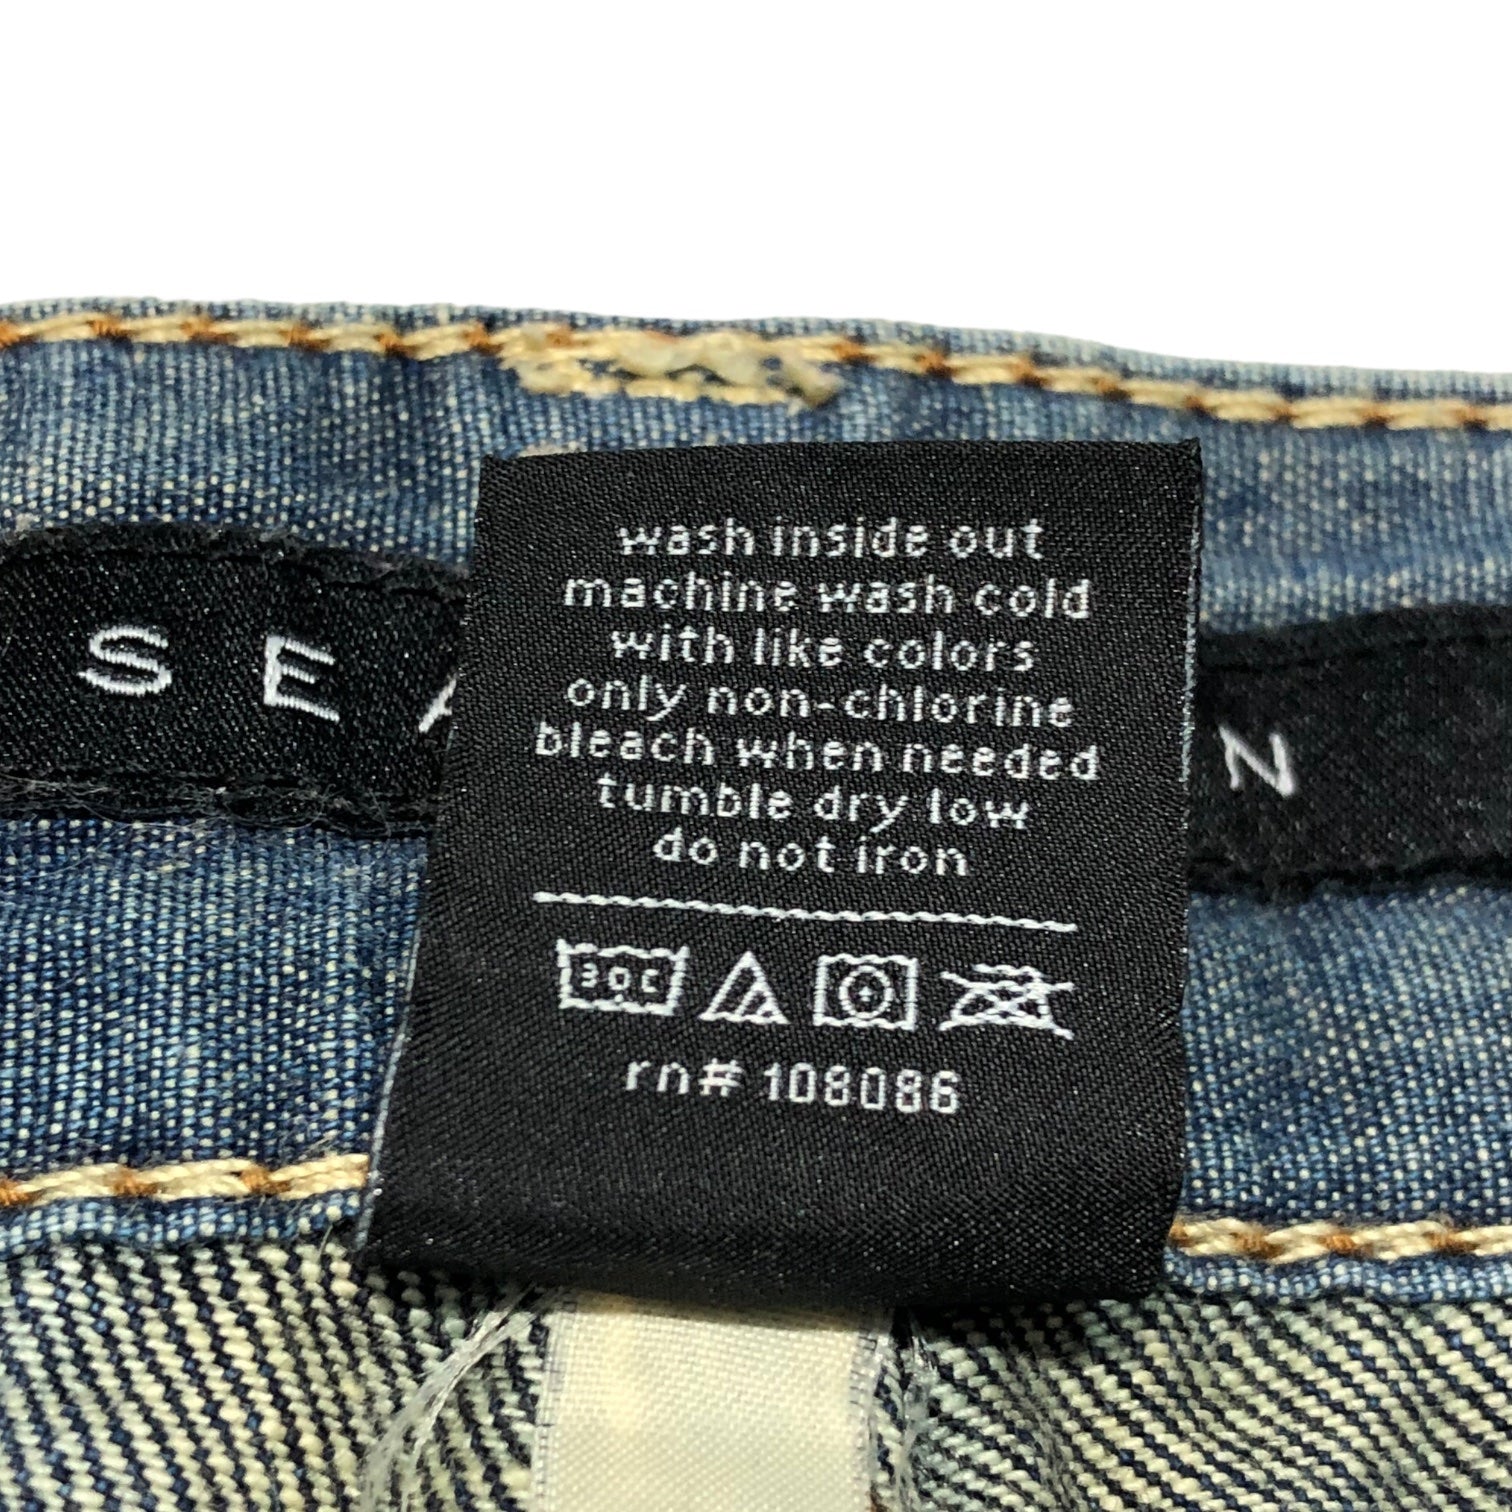 wash inside out
machine wash cold
with like colors
only non-chlorine
bleach when needed
tumble dry low
do not iron
30C
rn# 108086
SE
N